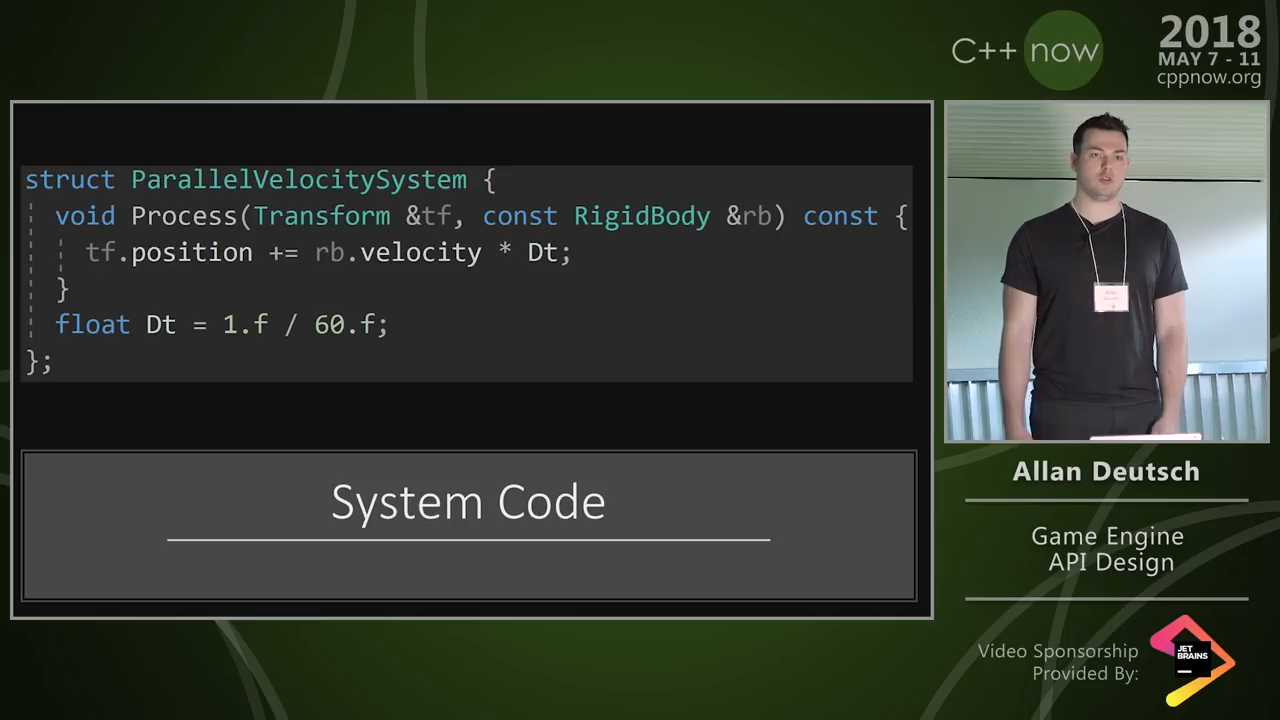 C++ now
2018
MAY 7 - 11
cppnow.org
struct ParallelVelocitySystem {
void Process(Transform &tf, const RigidBody &rb) const {
tf.position += rb.velocity * Dt;
}
float Dt = 1.f / 60.f;
};
System Code
Allan Deutsch
Game Engine
API Design
Video Sponsorship
Provided By:
JET
BRAINS